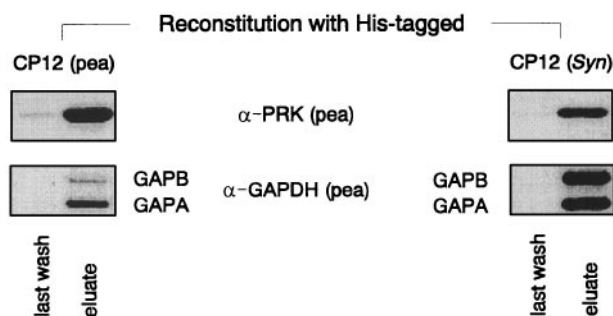 Reconstitution with His-tagged
CP12 (pea)
CP12 (Syn)
α-PRK (pea)
GAPB
GAPA
α-GAPDH (pea)
GAPB
GAPA
last wash
eluate
last wash
eluate